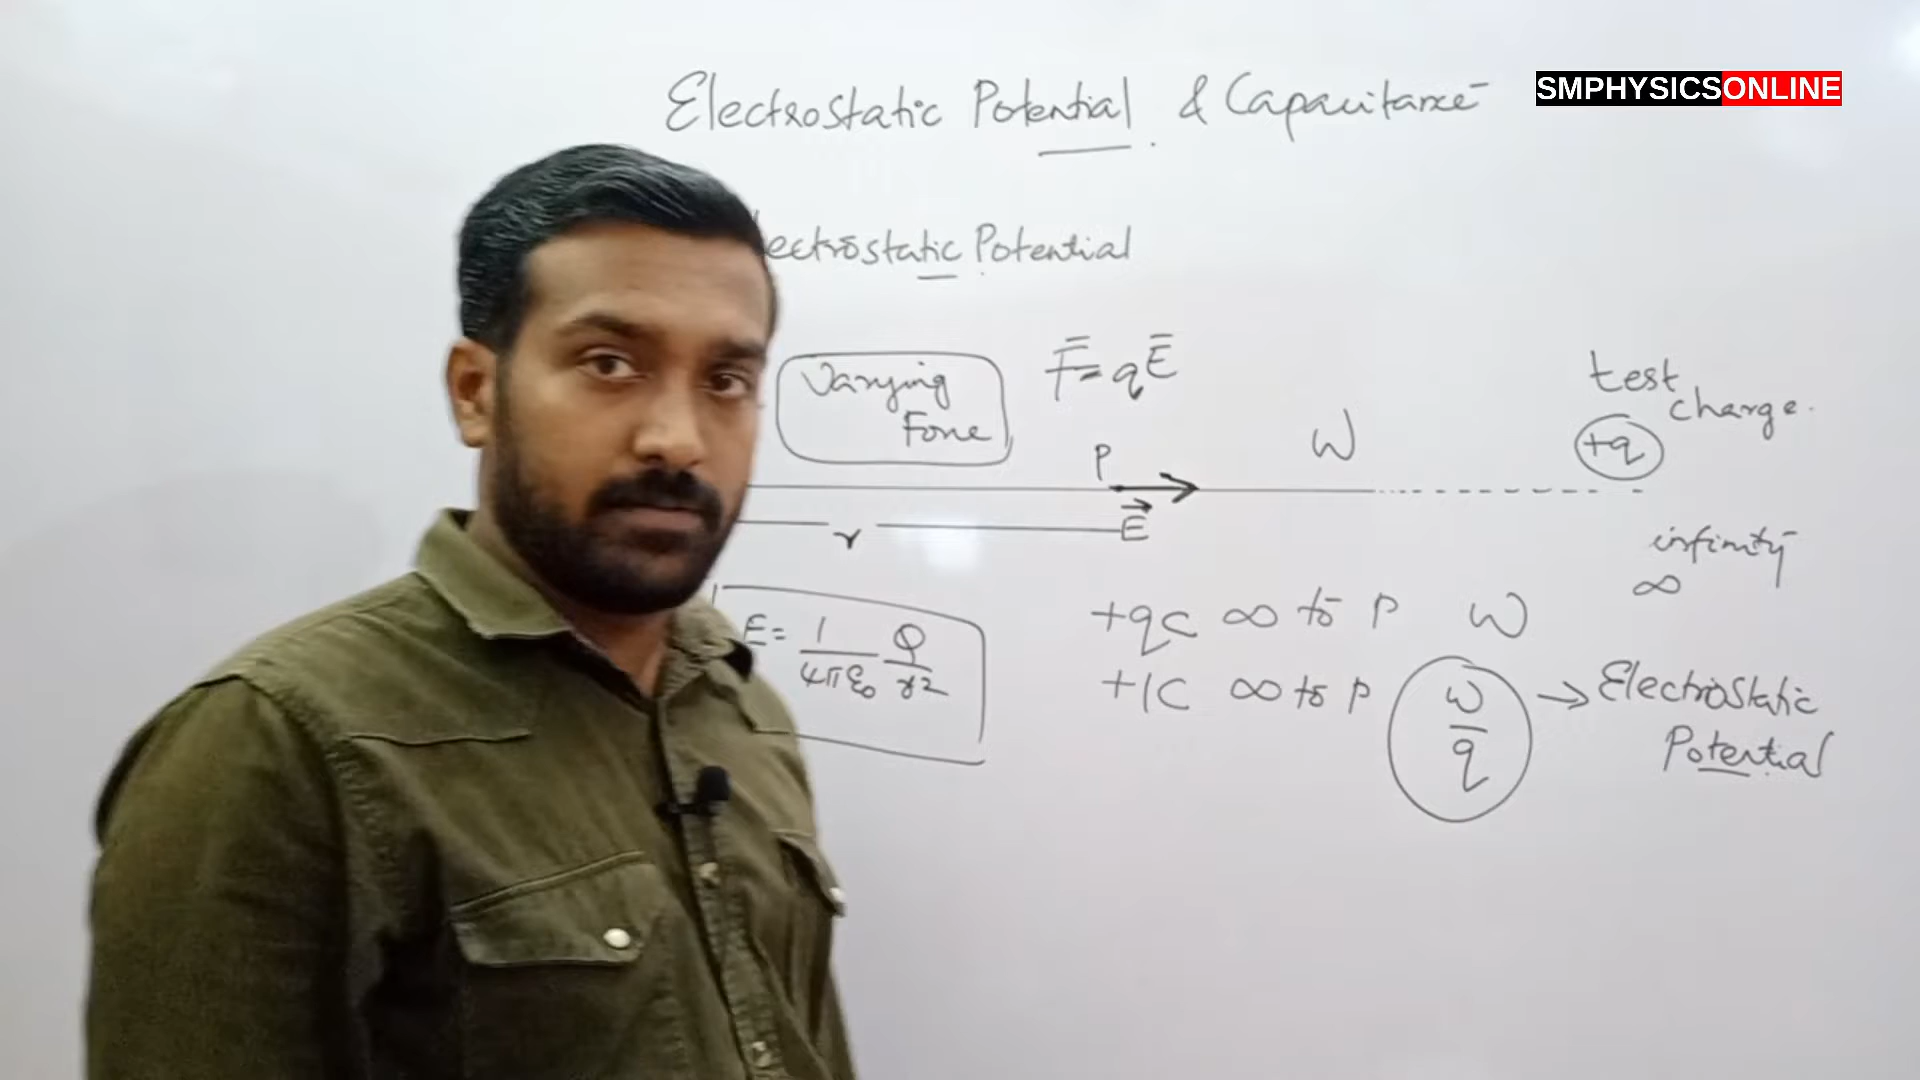 Electrostatic Potential & Capacitance
SMPHYSICSONLINE
lectrostatic Potential
Varying
Force
F = qE
test
charge.
+q
W
P
E
r
infinity
∞
E = 1/4πε₀ Q/r2
+qC ∞ to P W
+1C ∞ to P W/q → Electrostatic
Potential